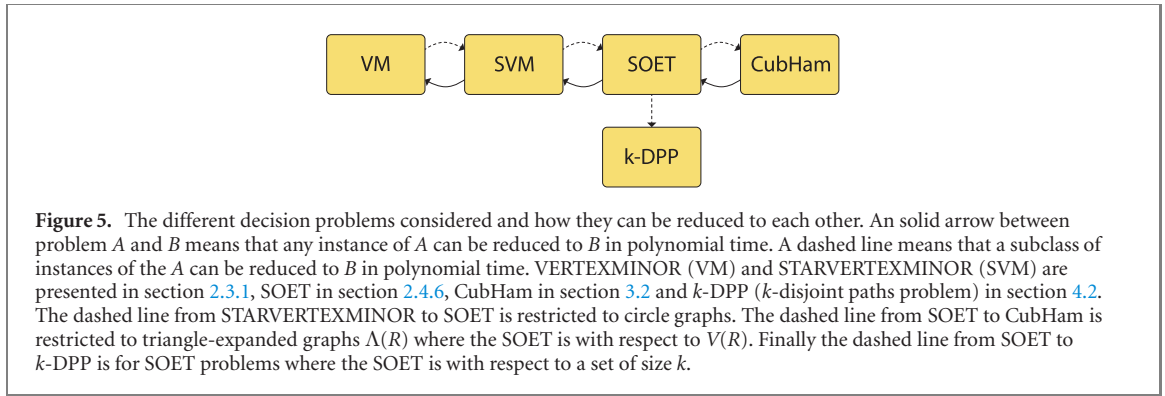 VM SVM SOET CubHam
k-DPP
Figure 5. The different decision problems considered and how they can be reduced to each other. An solid arrow between
problem A and B means that any instance of A can be reduced to B in polynomial time. A dashed line means that a subclass of
instances of the A can be reduced to B in polynomial time. VERTEXMINOR (VM) and STARVERTEXMINOR (SVM) are
presented in section 2.3.1, SOET in section 2.4.6, CubHam in section 3.2 and k-DPP (k-disjoint paths problem) in section 4.2.
The dashed line from STARVERTEXMINOR to SOET is restricted to circle graphs. The dashed line from SOET to CubHam is
restricted to triangle-expanded graphs Λ(R) where the SOET is with respect to V(R). Finally the dashed line from SOET to
k-DPP is for SOET problems where the SOET is with respect to a set of size k.